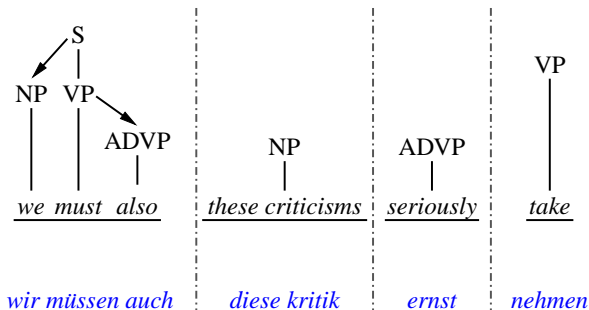 S
VP
NP VP
ADVP NP ADVP
we must also these criticisms seriously take
wir müssen auch diese kritik ernst nehmen